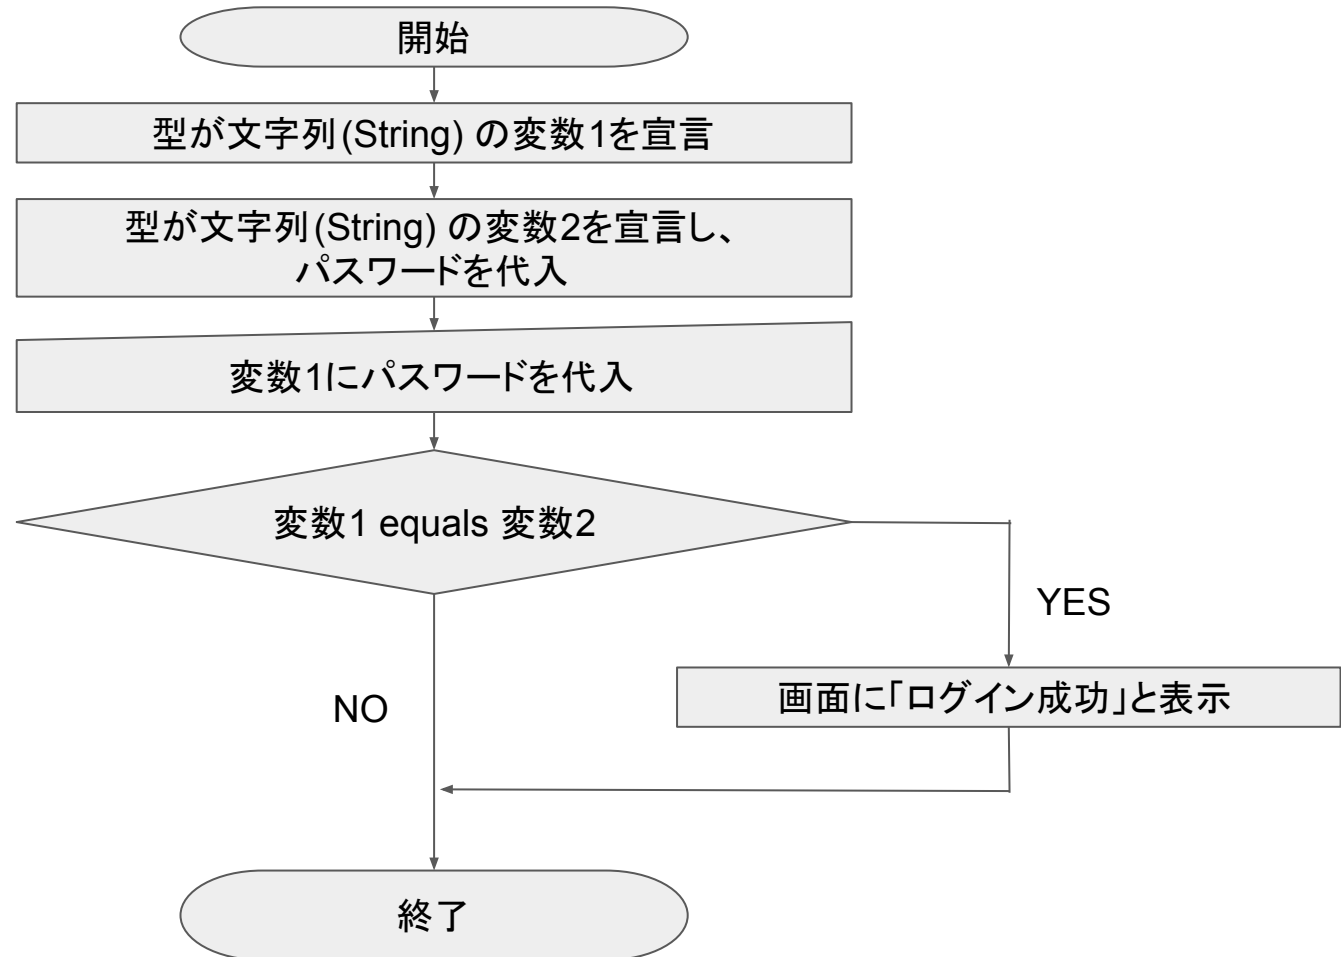 開始
型が文字列(String) の変数1を宣言
型が文字列(String) の変数2を宣言し、
パスワードを代入
変数1にパスワードを代入
変数1 equals 変数2
YES
画面に「ログイン成功」と表示
NO
終了